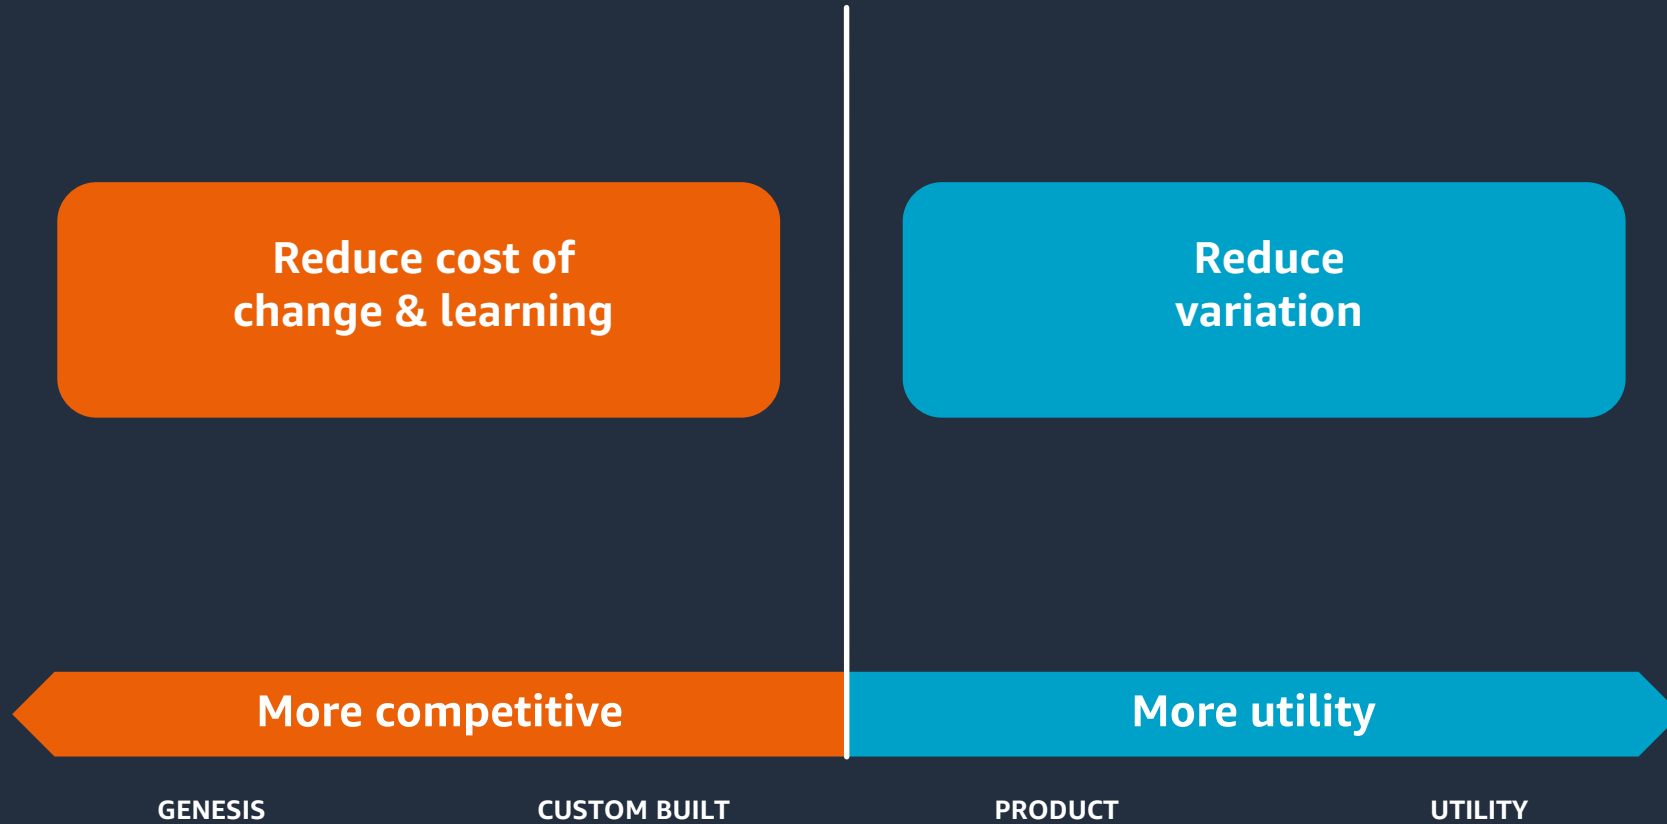 Reduce cost of
change & learning
Reduce
variation
More competitive
More utility
GENESIS
CUSTOM BUILT
PRODUCT
UTILITY